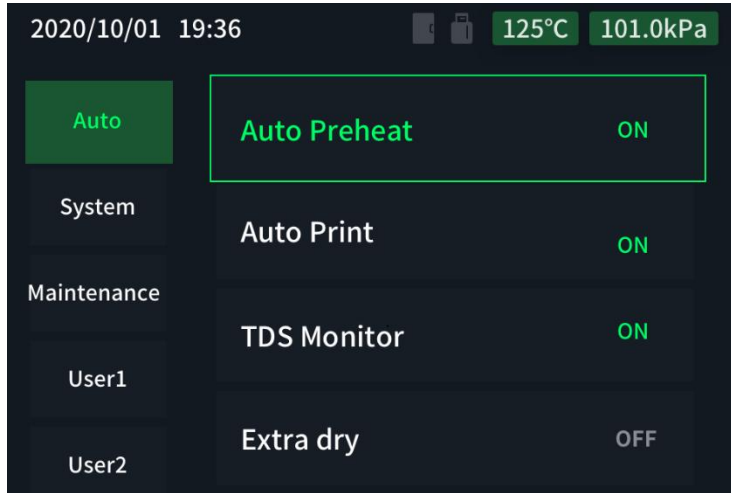 2020/10/01 19:36 125°C 101.0kPa
Auto
System
Maintenance
User1
User2
Auto Preheat ON
Auto Print ON
TDS Monitor ON
Extra dry OFF